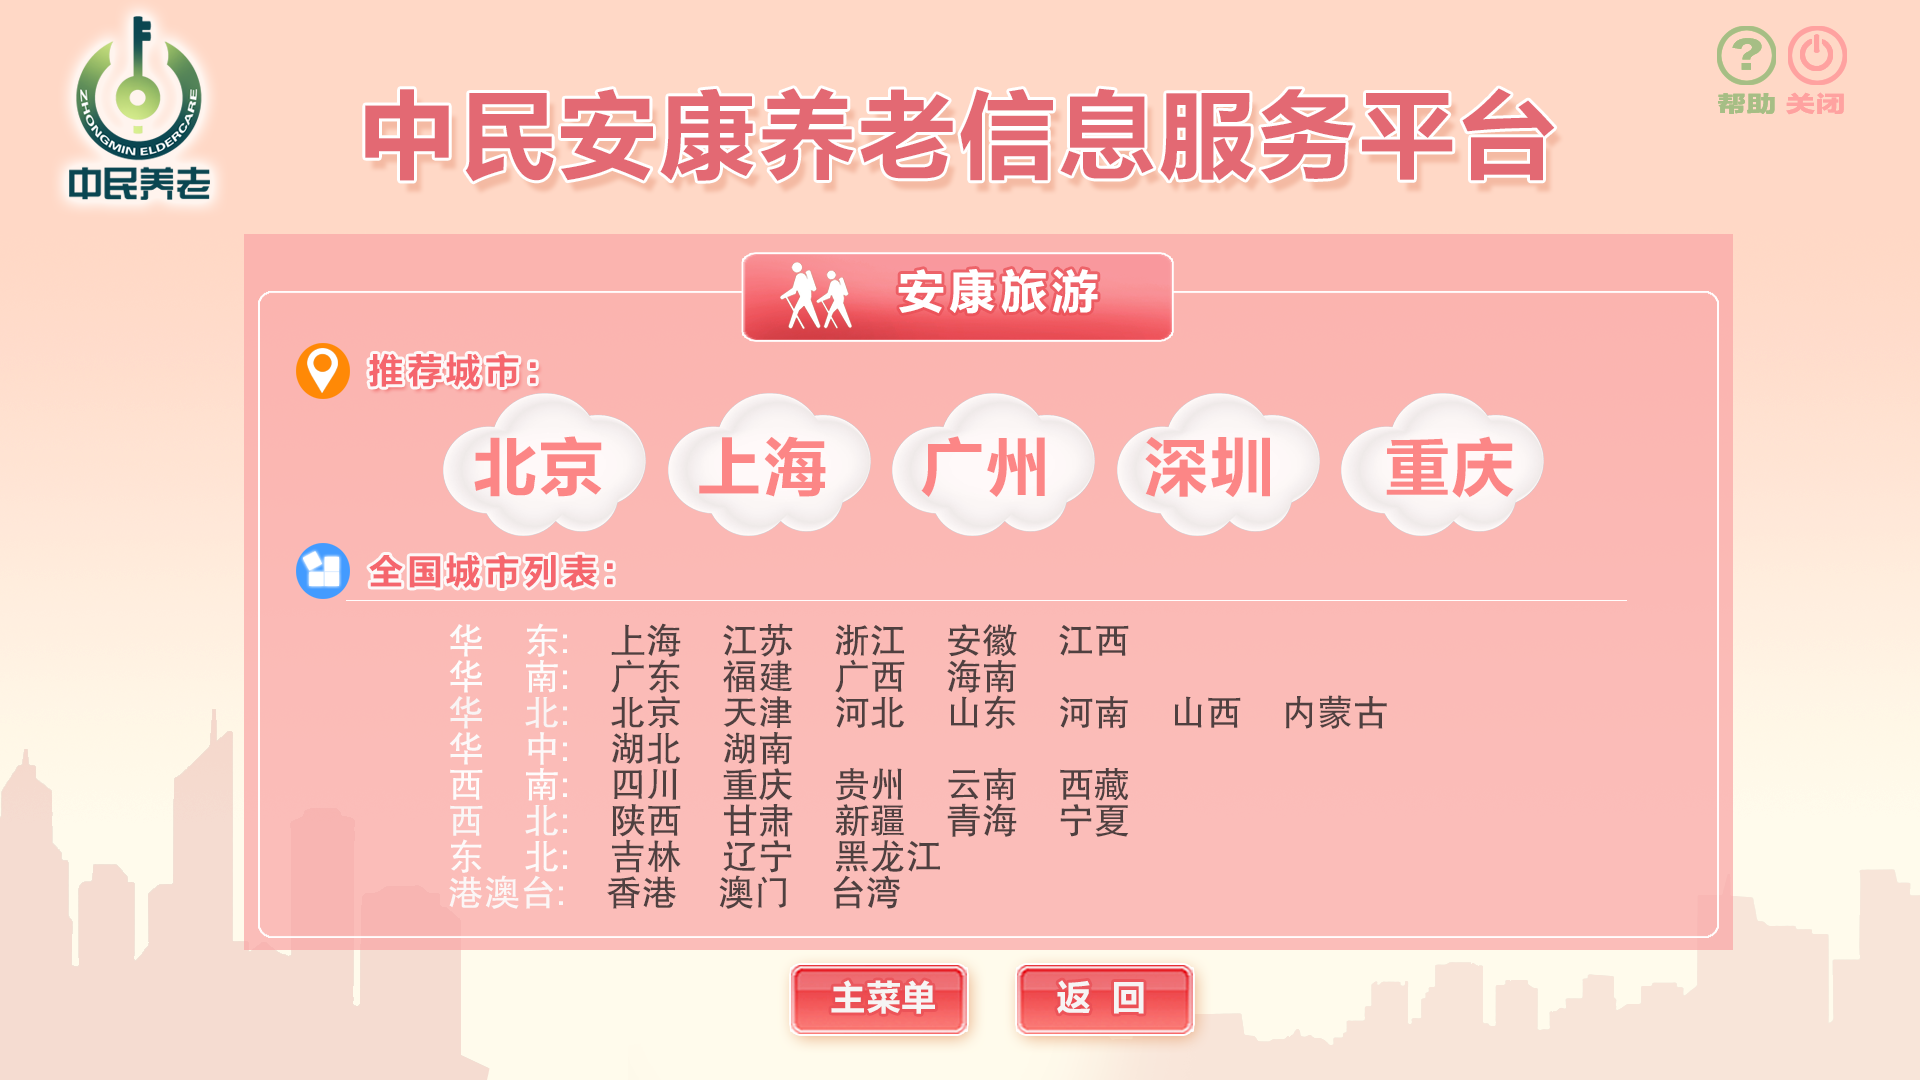 ZHONGMIN ELDERCARE
中民养老
中民安康养老信息服务平台
?
帮助 关闭
安康旅游
推荐城市：
北京 上海 广州 深圳 重庆
全国城市列表：
华 东： 上海 江苏 浙江 安徽 江西
华 南： 广东 福建 广西 海南
华 北： 北京 天津 河北 山东 河南 山西 内蒙古
华 中： 湖北 湖南
西 南： 四川 重庆 贵州 云南 西藏
西 北： 陕西 甘肃 新疆 青海 宁夏
东 北： 吉林 辽宁 黑龙江
港澳台： 香港 澳门 台湾
主菜单 返 回